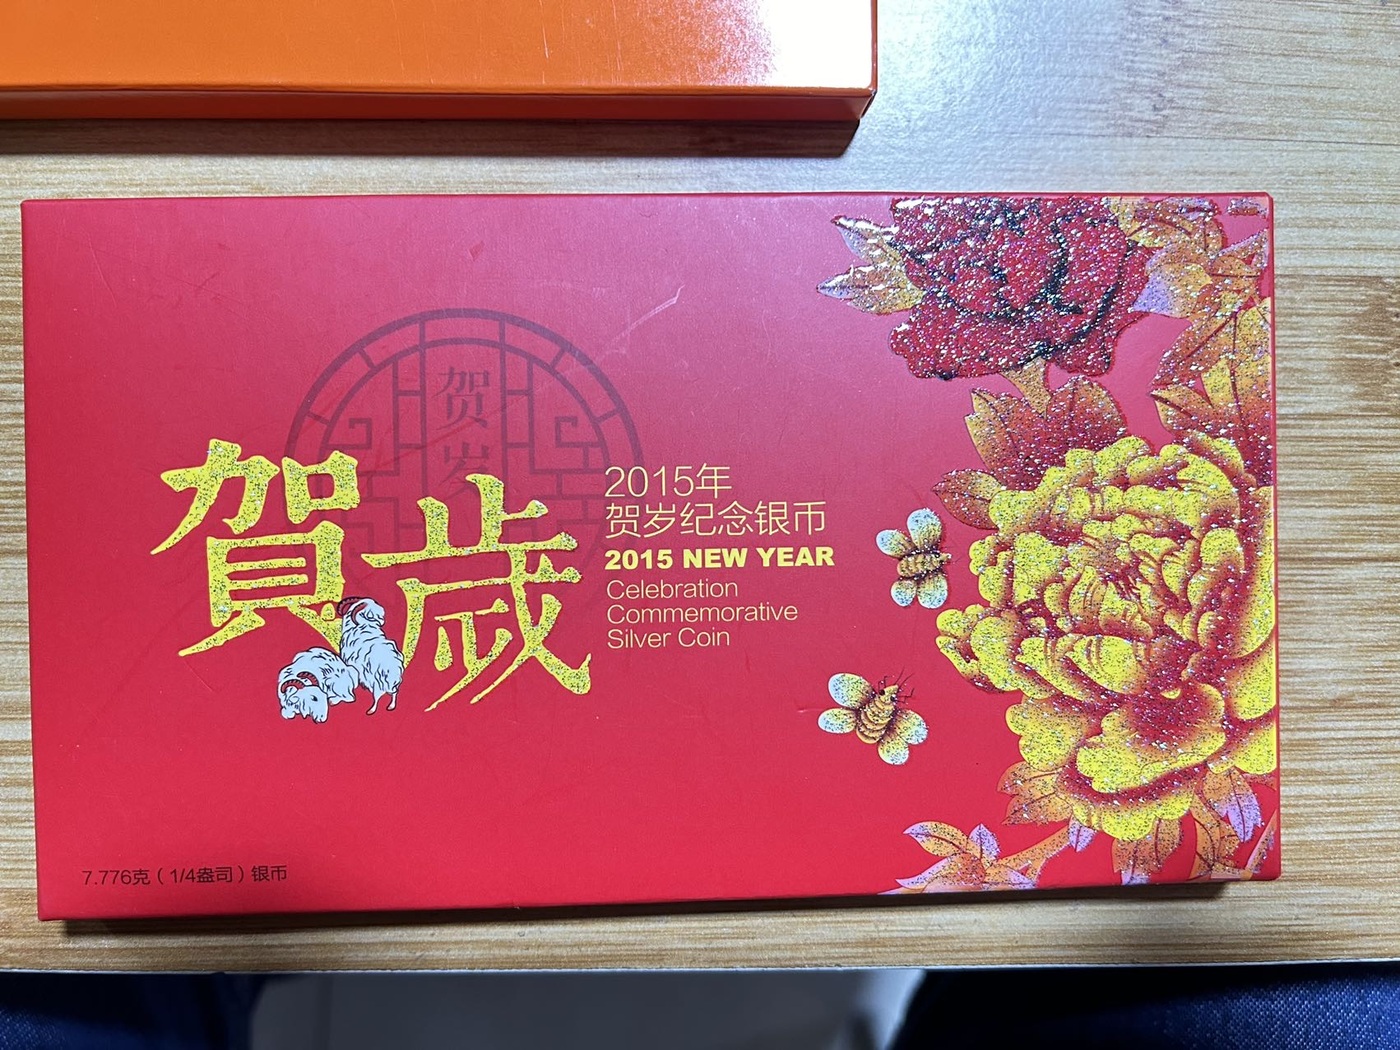 贺岁
賀歲
2015年
贺岁纪念银币
2015 NEW YEAR
Celebration
Commemorative
Silver Coin
7.776克（1/4盎司）银币